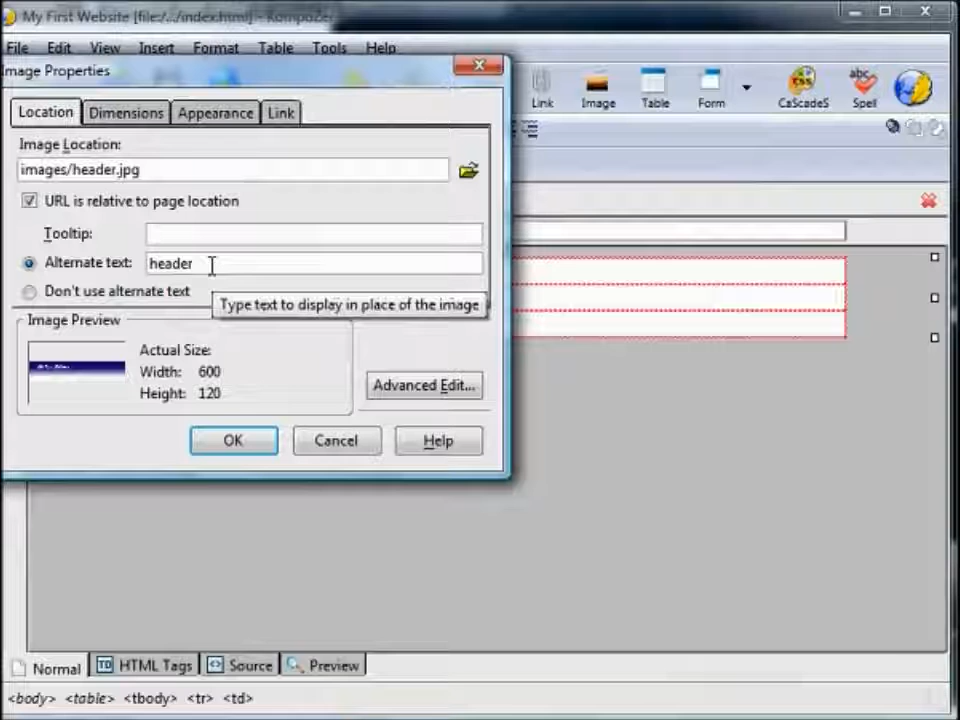 My First Website [file:/.../index.html] - KompoZer
File Edit View Insert Format Table Tools Help
Image Properties
Link Image Table Form CaScadeS Spell
Location Dimensions Appearance Link
Image Location:
images/header.jpg
URL is relative to page location
Tooltip:
Alternate text: header
Don't use alternate text
Type text to display in place of the image
Image Preview
Actual Size:
Width: 600
Height: 120
Advanced Edit...
OK Cancel Help
Normal HTML Tags Source Preview
<body> <table> <tbody> <tr> <td>